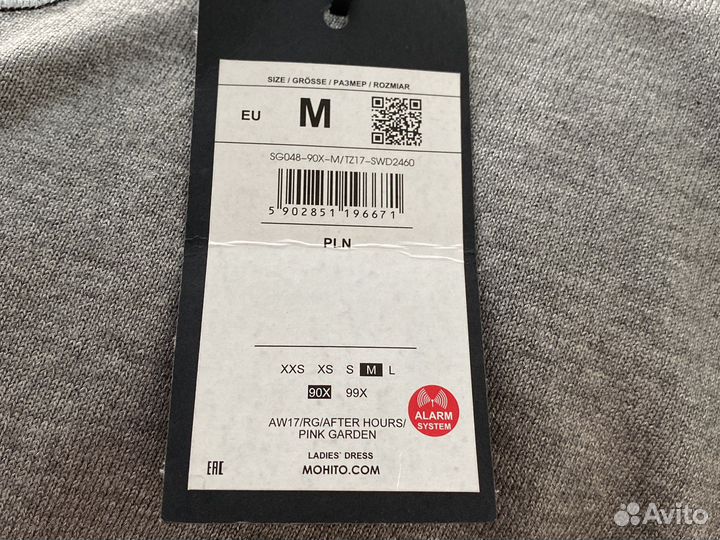 SIZE / GRÖSSE / РАЗМЕР / ROZMIAR
EU M
SG048-90X-M/TZ17-SWD2460
5 902851 196671
PLN
XXS XS S M L
90X 99X
ALARM
SYSTEM
AW17/RG/AFTER HOURS/
PINK GARDEN
LADIES` DRESS
EAC MOHITO.COM
Avito